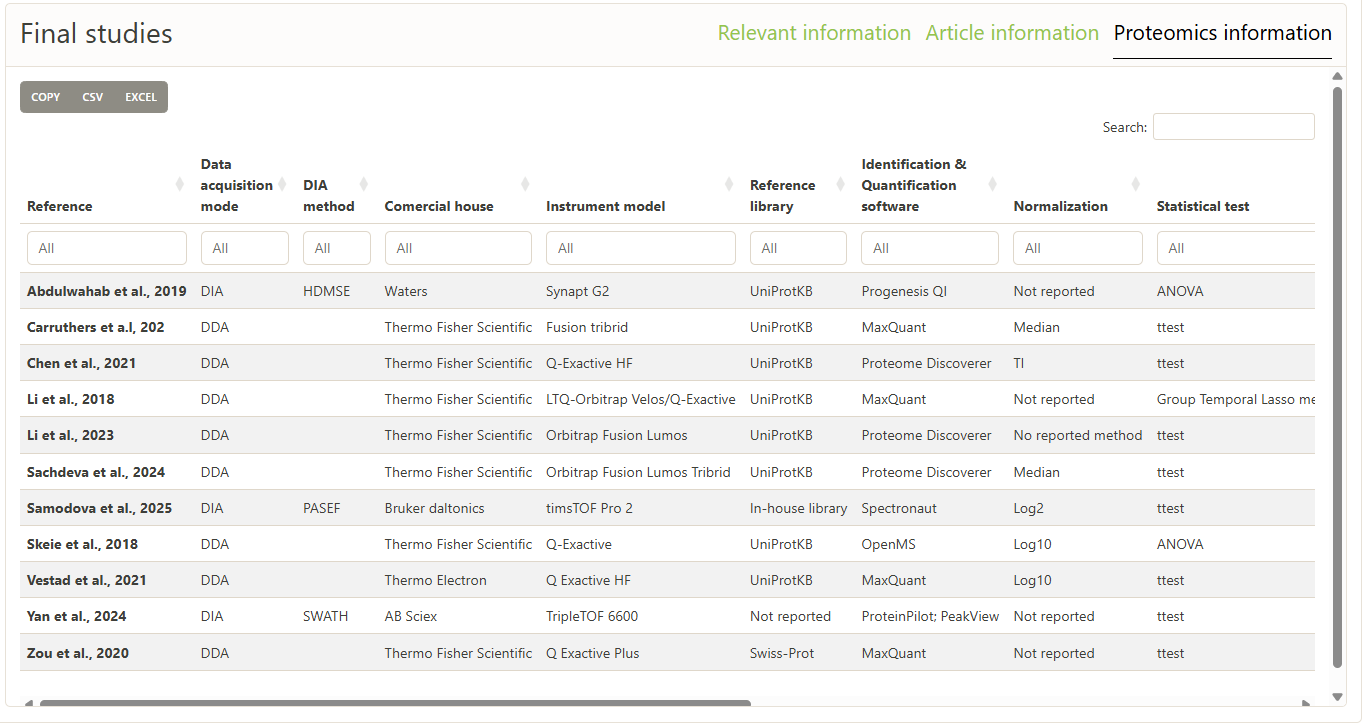 Final studies Relevant information Article information Proteomics information
COPY CSV EXCEL
Search:
Reference Data acquisition mode DIA method Comercial house Instrument model Reference library Identification & Quantification software Normalization Statistical test
All All All All All All All All All
Abdulwahab et al., 2019 DIA HDMSE Waters Synapt G2 UniProtKB Progenesis QI Not reported ANOVA
Carruthers et a.l, 202 DDA Thermo Fisher Scientific Fusion tribrid UniProtKB MaxQuant Median ttest
Chen et al., 2021 DDA Thermo Fisher Scientific Q-Exactive HF UniProtKB Proteome Discoverer TI ttest
Li et al., 2018 DDA Thermo Fisher Scientific LTQ-Orbitrap Velos/Q-Exactive UniProtKB MaxQuant Not reported Group Temporal Lasso me
Li et al., 2023 DDA Thermo Fisher Scientific Orbitrap Fusion Lumos UniProtKB Proteome Discoverer No reported method ttest
Sachdeva et al., 2024 DDA Thermo Fisher Scientific Orbitrap Fusion Lumos Tribrid UniProtKB Proteome Discoverer Median ttest
Samodova et al., 2025 DIA PASEF Bruker daltonics timsTOF Pro 2 In-house library Spectronaut Log2 ttest
Skeie et al., 2018 DDA Thermo Fisher Scientific Q-Exactive UniProtKB OpenMS Log10 ANOVA
Vestad et al., 2021 DDA Thermo Electron Q Exactive HF UniProtKB MaxQuant Log10 ttest
Yan et al., 2024 DIA SWATH AB Sciex TripleTOF 6600 Not reported ProteinPilot; PeakView Not reported ttest
Zou et al., 2020 DDA Thermo Fisher Scientific Q Exactive Plus Swiss-Prot MaxQuant Not reported ttest